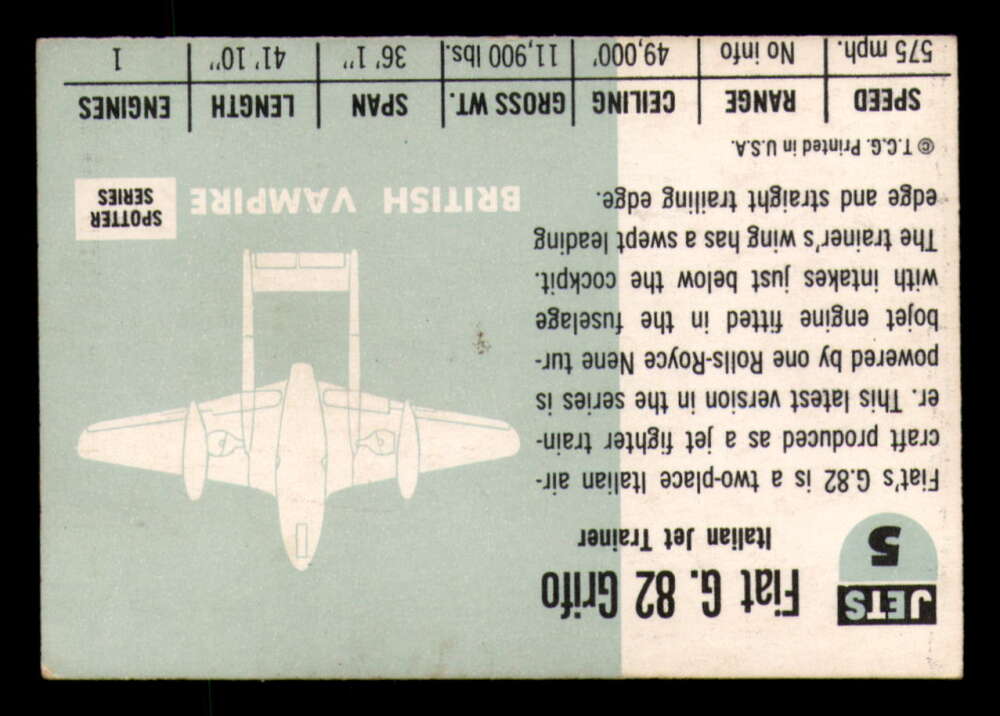 JETS
5
Fiat G. 82 Grifo
Italian Jet Trainer
Fiat's G.82 is a two-place Italian air-
craft produced as a jet fighter train-
er. This latest version in the series is
powered by one Rolls-Royce Nene tur-
bojet engine fitted in the fuselage
with intakes just below the cockpit.
The trainer's wing has a swept leading
edge and straight trailing edge.
© T.C.G. Printed in U.S.A.
BRITISH VAMPIRE
SPOTTER
SERIES
SPEED RANGE CEILING GROSS WT. SPAN LENGTH ENGINES
575 mph. No info 49,000' 11,900 lbs. 36' 1" 41' 10" 1